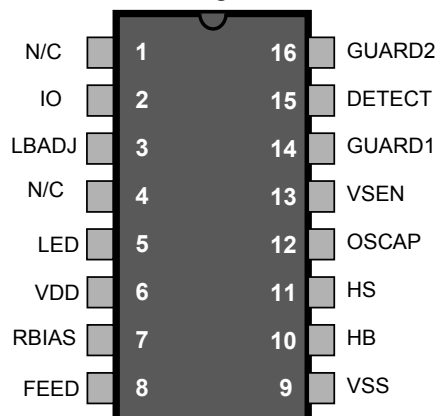 N/C 1 16 GUARD2
IO 2 15 DETECT
LBADJ 3 14 GUARD1
N/C 4 13 VSEN
LED 5 12 OSCAP
VDD 6 11 HS
RBIAS 7 10 HB
FEED 8 9 VSS